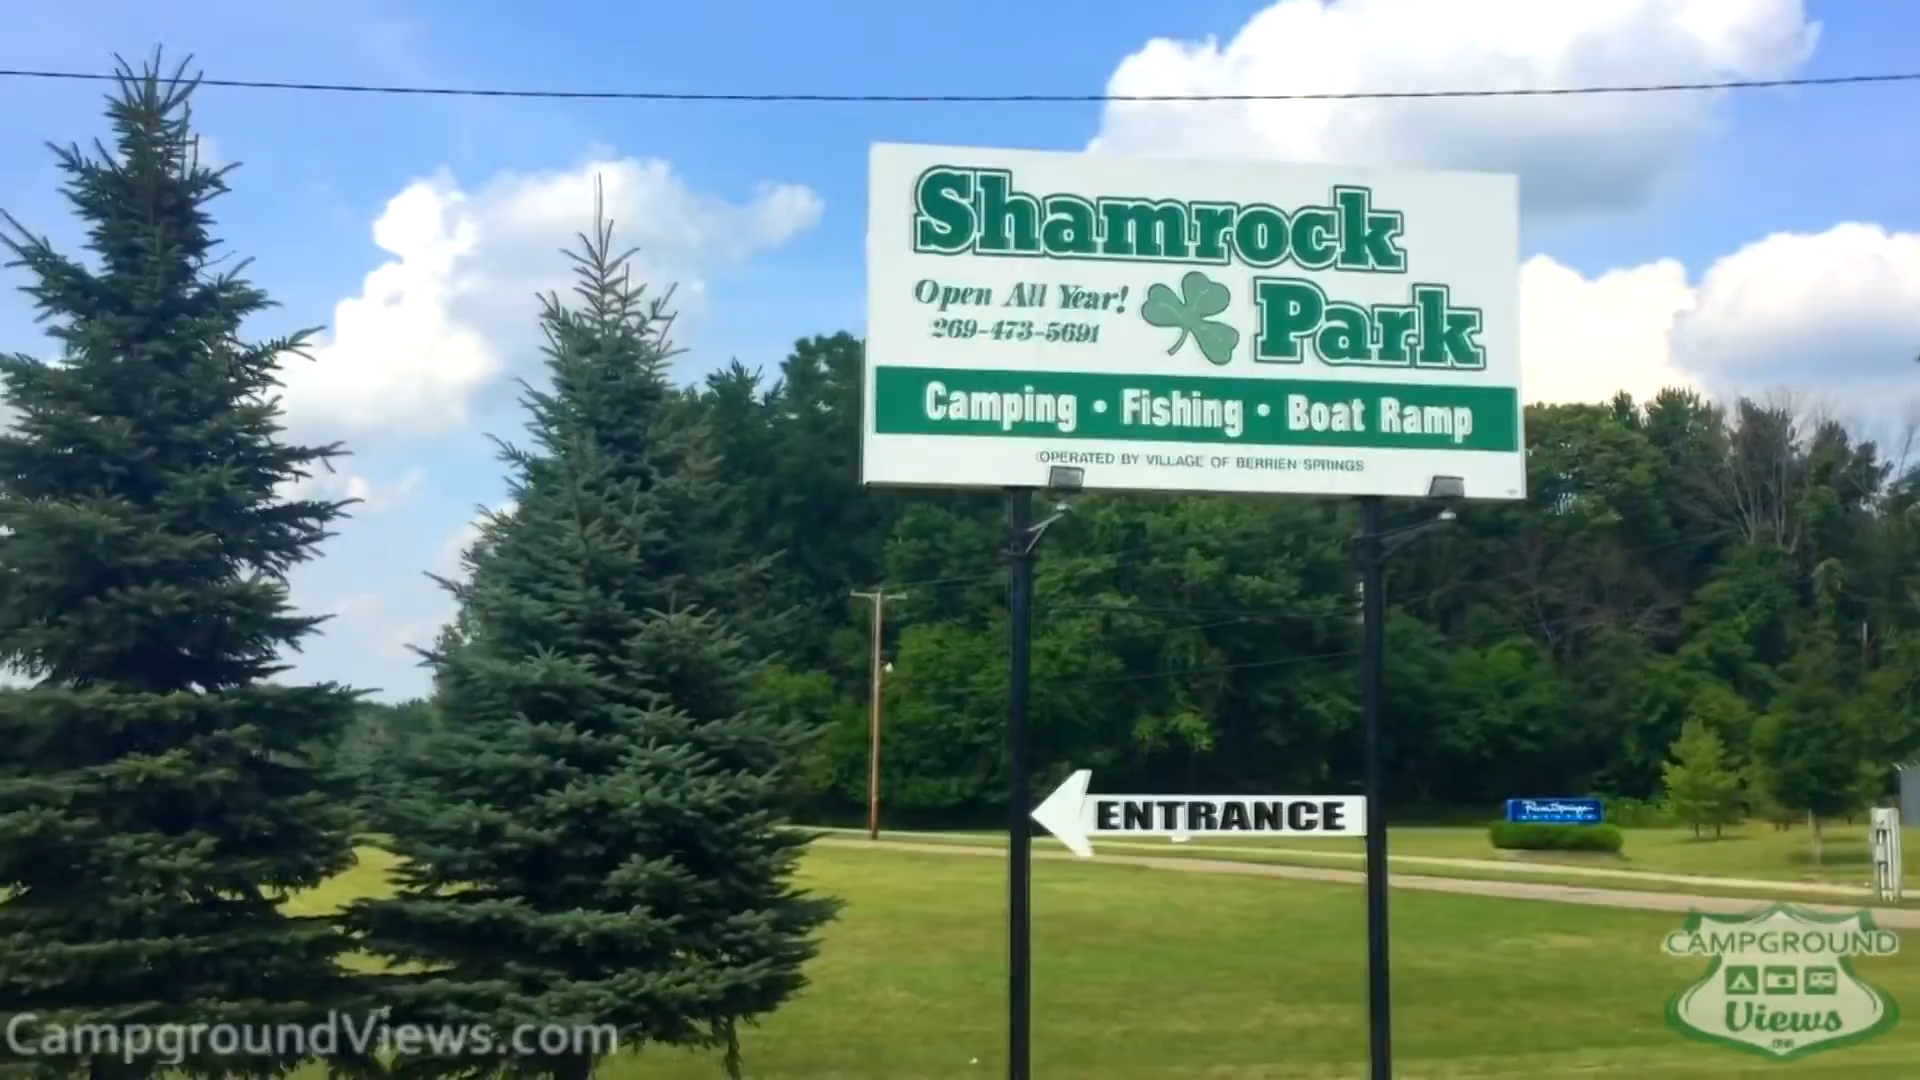 Shamrock
Park
Open All Year!
269-473-5691
Camping • Fishing • Boat Ramp
OPERATED BY VILLAGE OF BERRIEN SPRINGS
ENTRANCE
CAMPGROUND
Views
CampgroundViews.com